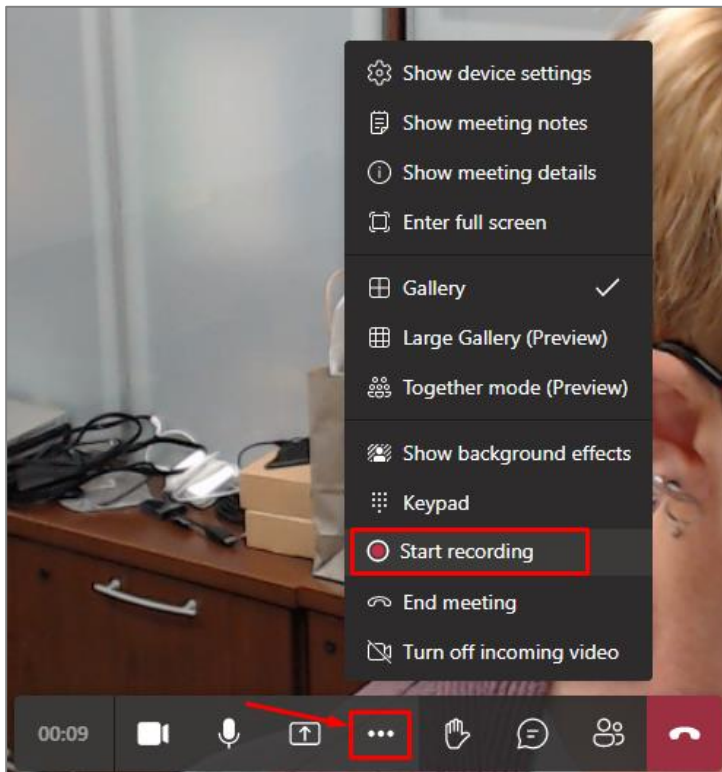 Show device settings
Show meeting notes
Show meeting details
Enter full screen
Gallery
Large Gallery (Preview)
Together mode (Preview)
Show background effects
Keypad
Start recording
End meeting
Turn off incoming video
00:09